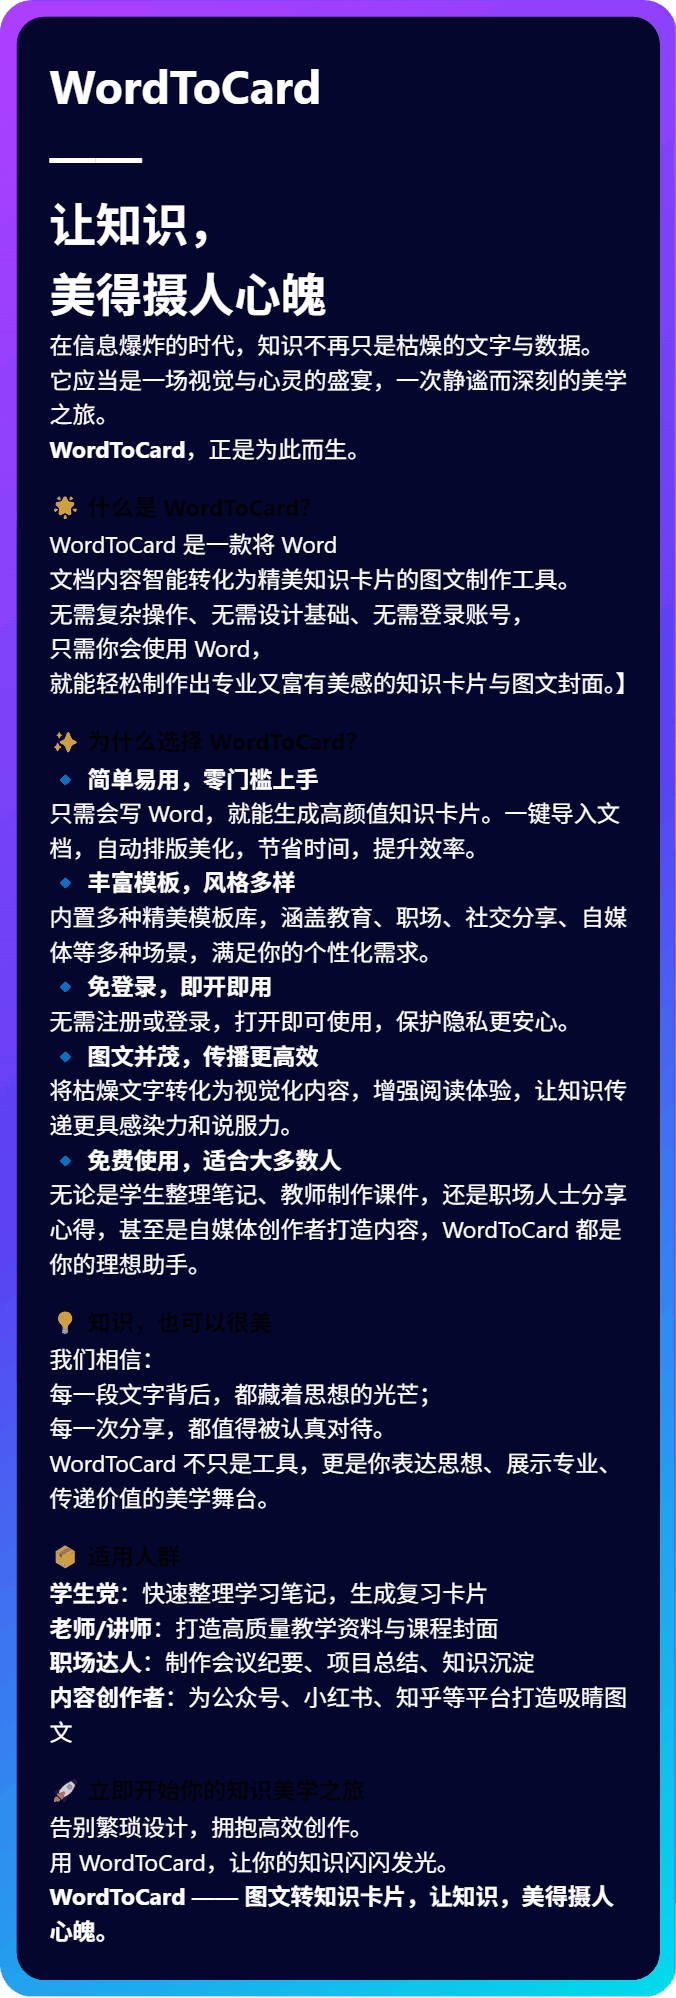 WordToCard
——
让知识，
美得摄人心魄
在信息爆炸的时代，知识不再只是枯燥的文字与数据。
它应当是一场视觉与心灵的盛宴，一次静谧而深刻的美学
之旅。
WordToCard，正是为此而生。
🌟 什么是 WordToCard？
WordToCard 是一款将 Word
文档内容智能转化为精美知识卡片的图文制作工具。
无需复杂操作、无需设计基础、无需登录账号，
只需你会使用 Word，
就能轻松制作出专业又富有美感的知识卡片与图文封面。】
✨ 为什么选择 WordToCard？
🔹 简单易用，零门槛上手
只需会写 Word，就能生成高颜值知识卡片。一键导入文
档，自动排版美化，节省时间，提升效率。
🔹 丰富模板，风格多样
内置多种精美模板库，涵盖教育、职场、社交分享、自媒
体等多种场景，满足你的个性化需求。
🔹 免登录，即开即用
无需注册或登录，打开即可使用，保护隐私更安心。
🔹 图文并茂，传播更高效
将枯燥文字转化为视觉化内容，增强阅读体验，让知识传
递更具感染力和说服力。
🔹 免费使用，适合大多数人
无论是学生整理笔记、教师制作课件，还是职场人士分享
心得，甚至是自媒体创作者打造内容，WordToCard 都是
你的理想助手。
💡 知识，也可以很美
我们相信：
每一段文字背后，都藏着思想的光芒；
每一次分享，都值得被认真对待。
WordToCard 不只是工具，更是你表达思想、展示专业、
传递价值的美学舞台。
📦 适用人群
学生党：快速整理学习笔记，生成复习卡片
老师/讲师：打造高质量教学资料与课程封面
职场达人：制作会议纪要、项目总结、知识沉淀
内容创作者：为公众号、小红书、知乎等平台打造吸睛图
文
🚀 立即开始你的知识美学之旅
告别繁琐设计，拥抱高效创作。
用 WordToCard，让你的知识闪闪发光。
WordToCard —— 图文转知识卡片，让知识，美得摄人
心魄。